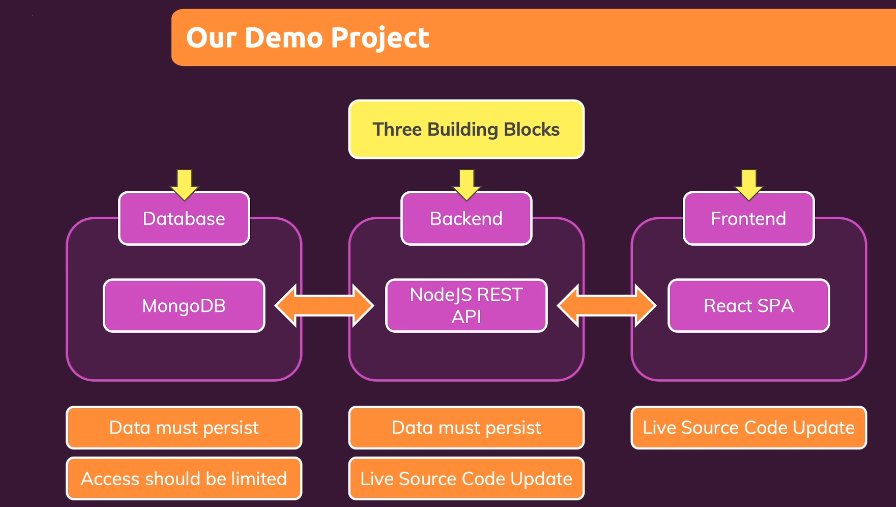 Our Demo Project
Three Building Blocks
Database
Backend
Frontend
MongoDB
NodeJS REST
API
React SPA
Data must persist
Data must persist
Live Source Code Update
Access should be limited
Live Source Code Update